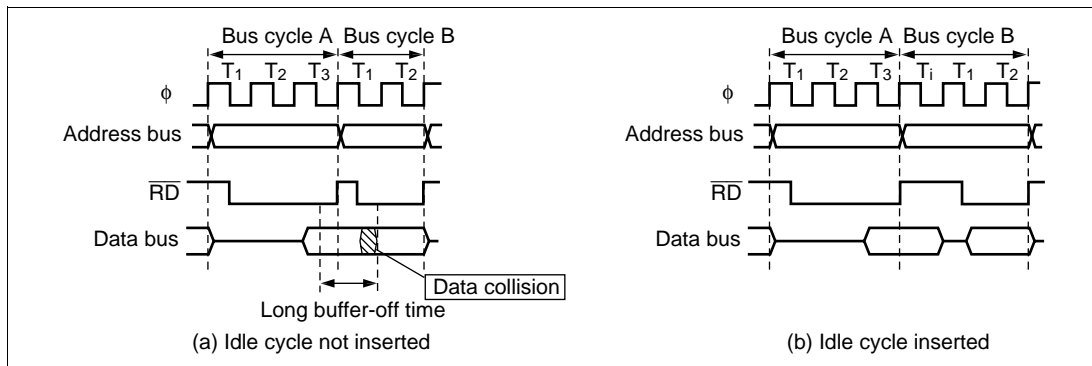 Bus cycle A Bus cycle B
T1 T2 T3 T1 T2
ϕ
Address bus
RD
Data bus
Data collision
Long buffer-off time
(a) Idle cycle not inserted
Bus cycle A Bus cycle B
T1 T2 T3 Ti T1 T2
ϕ
Address bus
RD
Data bus
(b) Idle cycle inserted